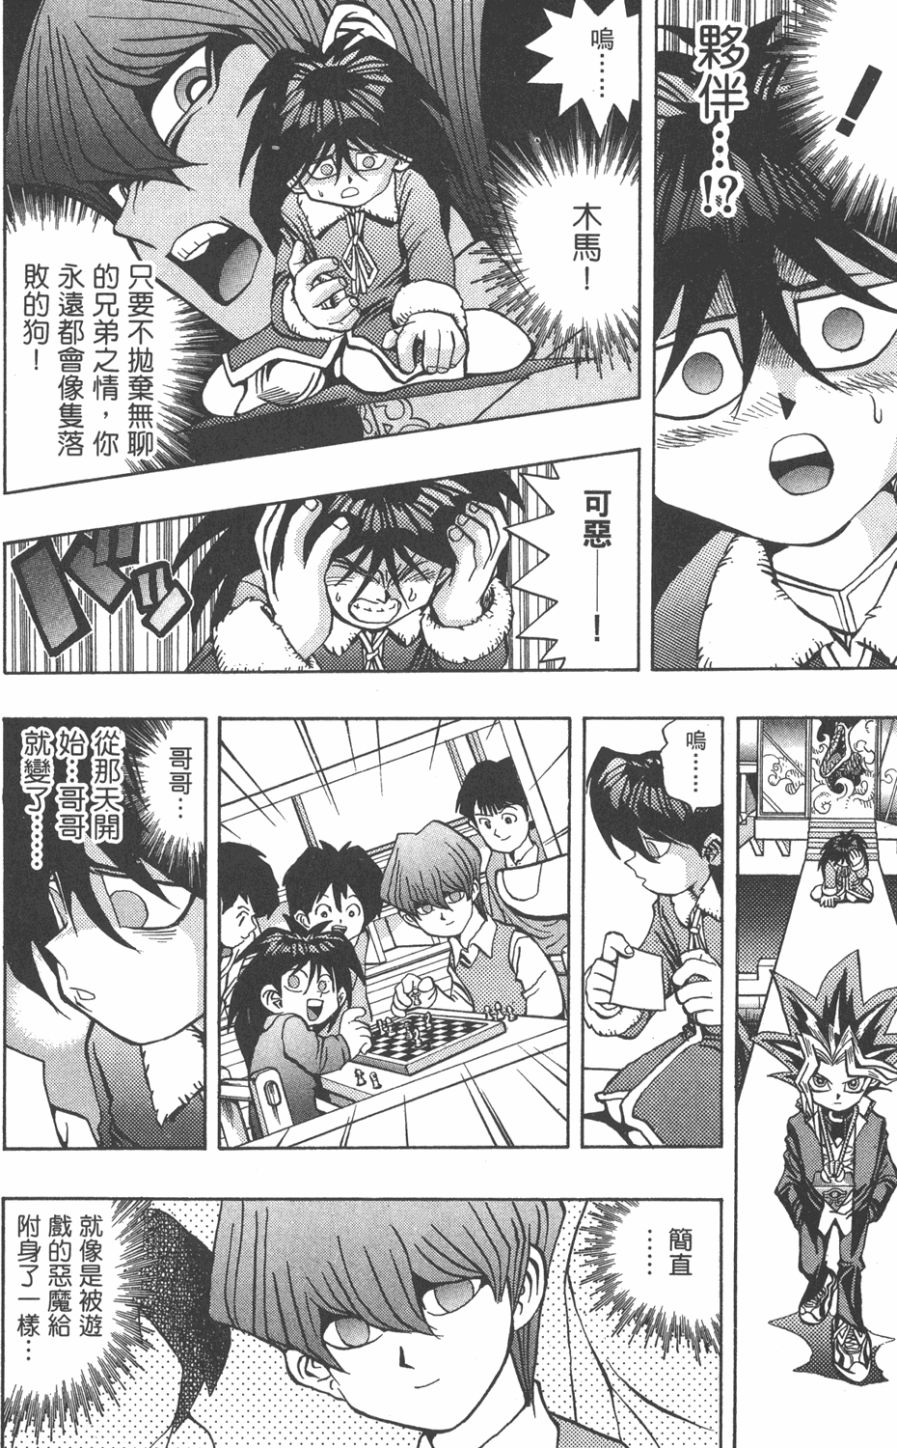 ！
夥伴……!?
嗚……
木馬！
只要不拋棄無聊
的兄弟之情，你
永遠都會像隻落
敗的狗！
可惡——！
ドドッ
嗚……
哥哥…
從那天開
始…哥哥
就變了……
簡直
……
就像是被遊
戲的惡魔給
附身了一樣…